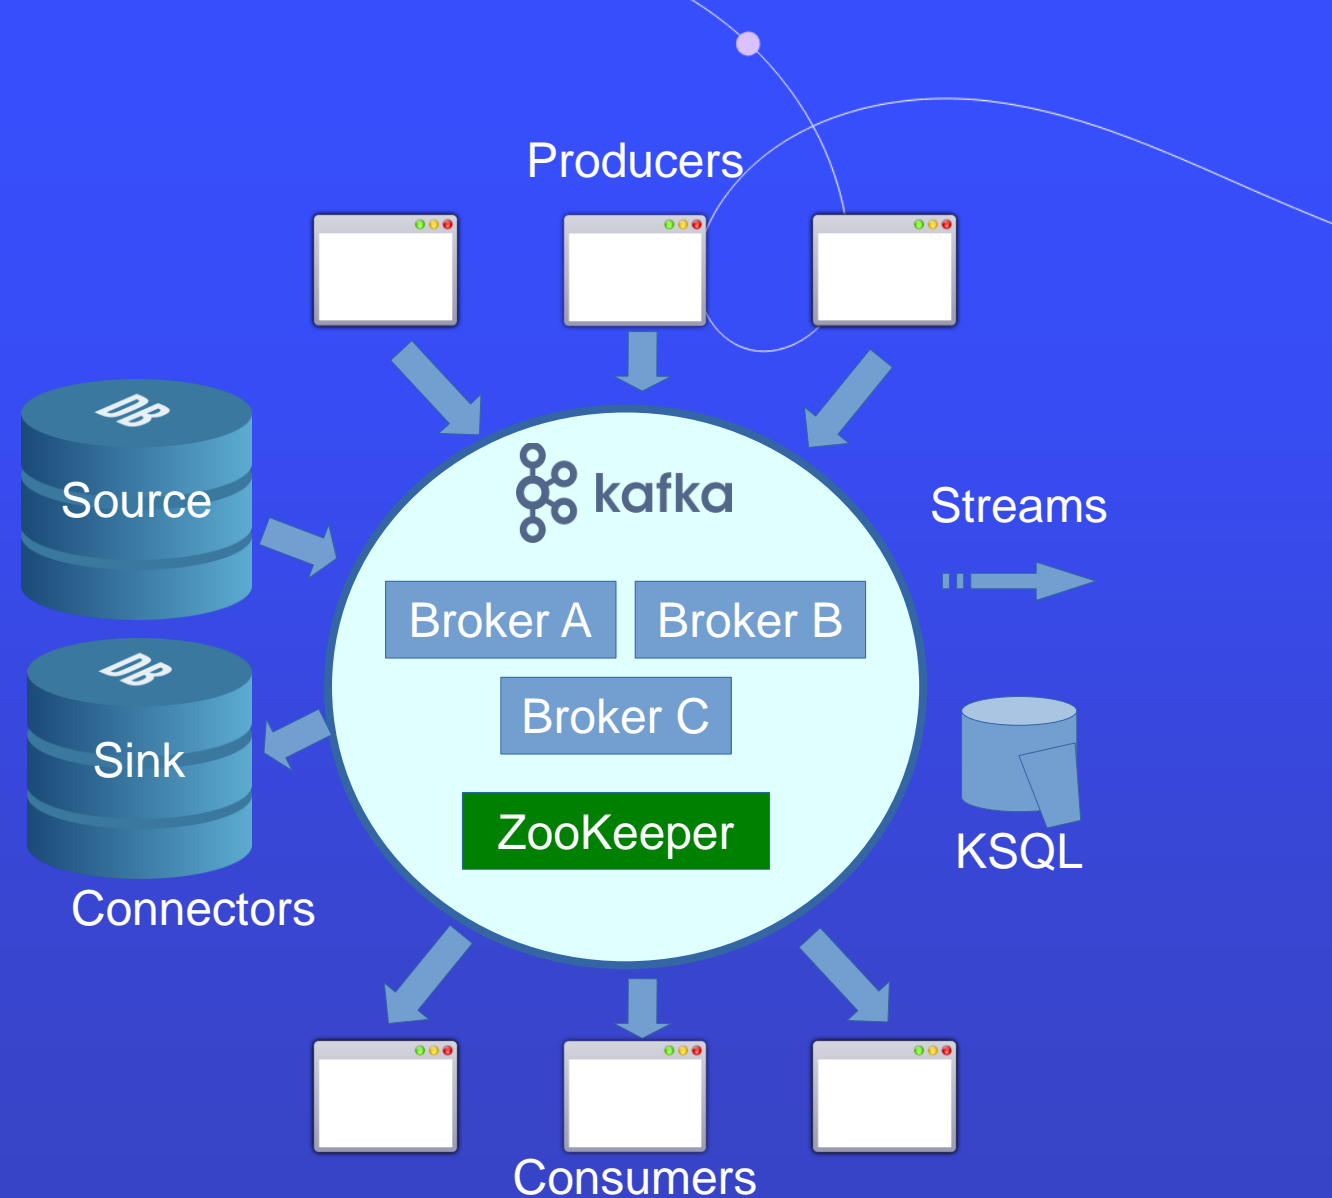 Producers
DB
Source
kafka
Streams
Broker A
Broker B
DB
Sink
Broker C
ZooKeeper
KSQL
Connectors
Consumers